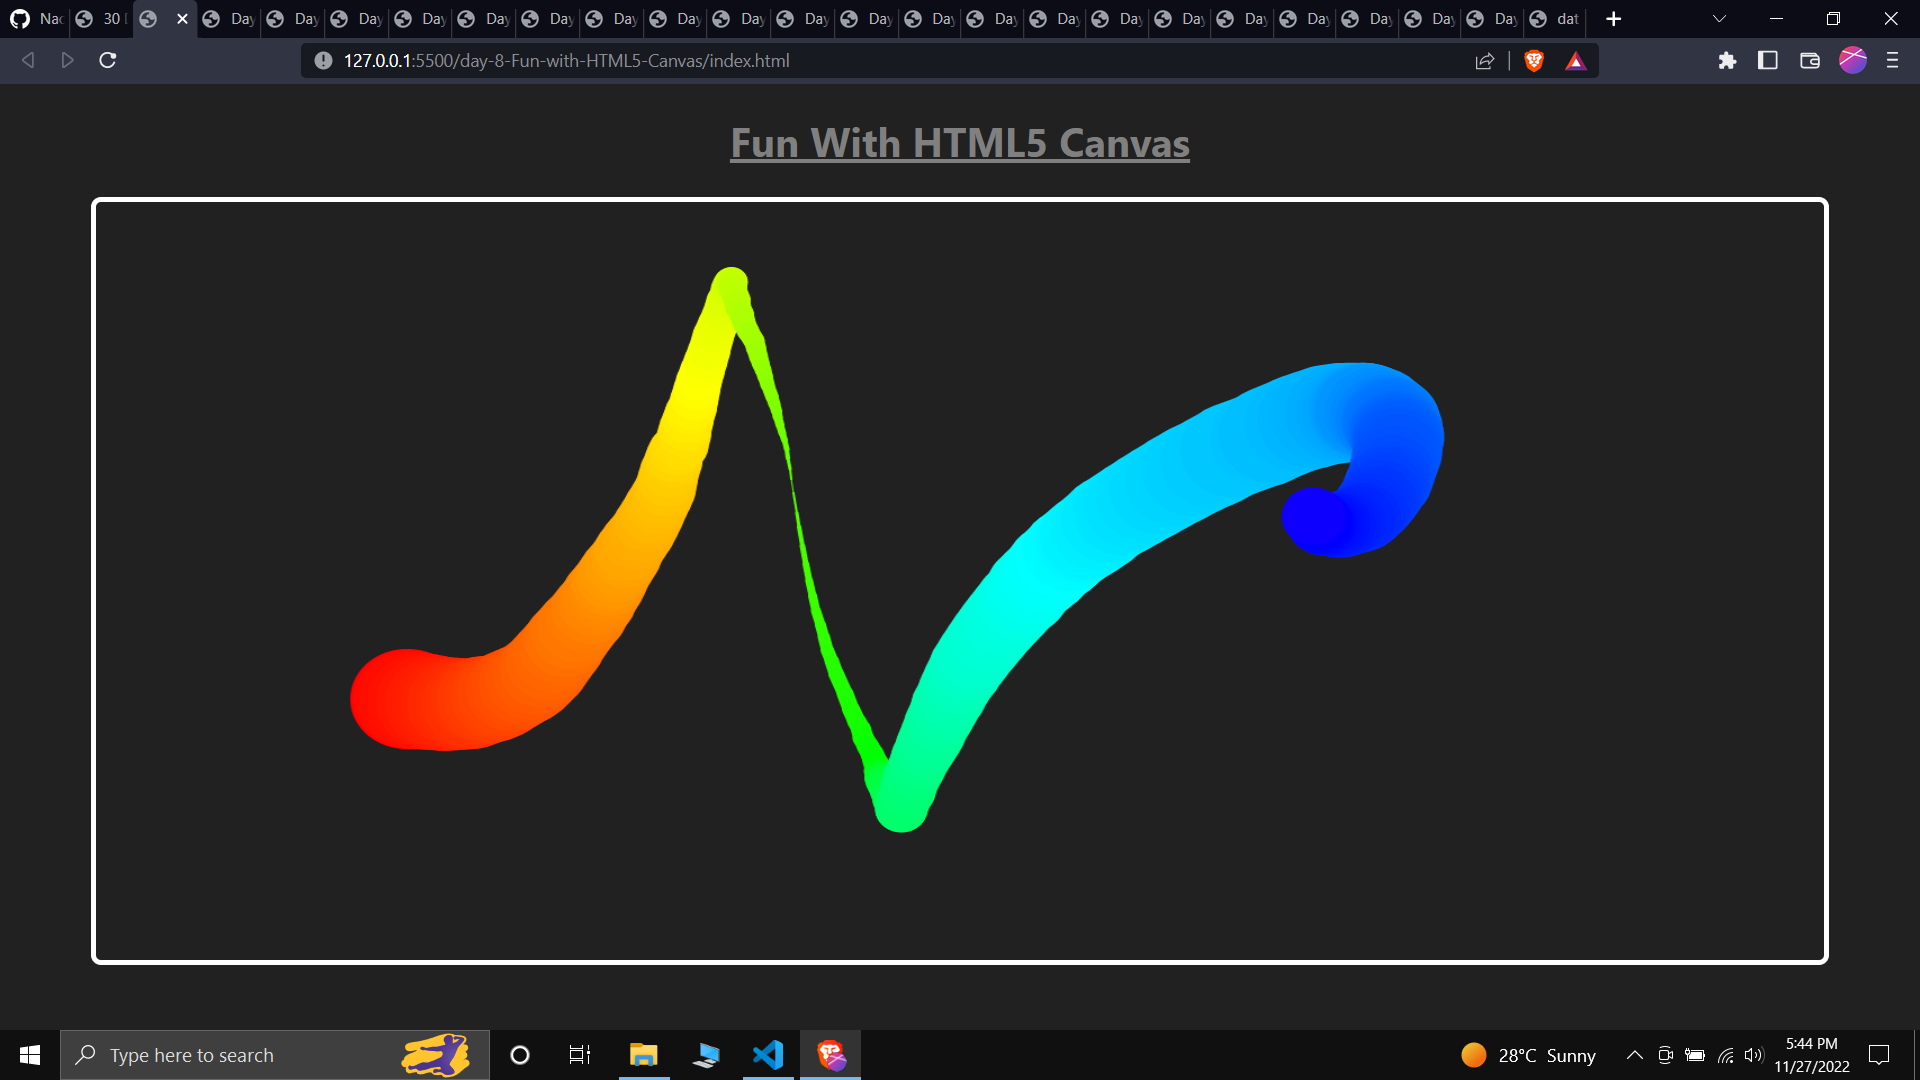 Nac 30 Day Day Day Day Day Day Day Day Day Day Day Day Day Day Day Day Day Day Day Day Day dat
127.0.0.1:5500/day-8-Fun-with-HTML5-Canvas/index.html
Fun With HTML5 Canvas
Type here to search
28°C Sunny
5:44 PM
11/27/2022